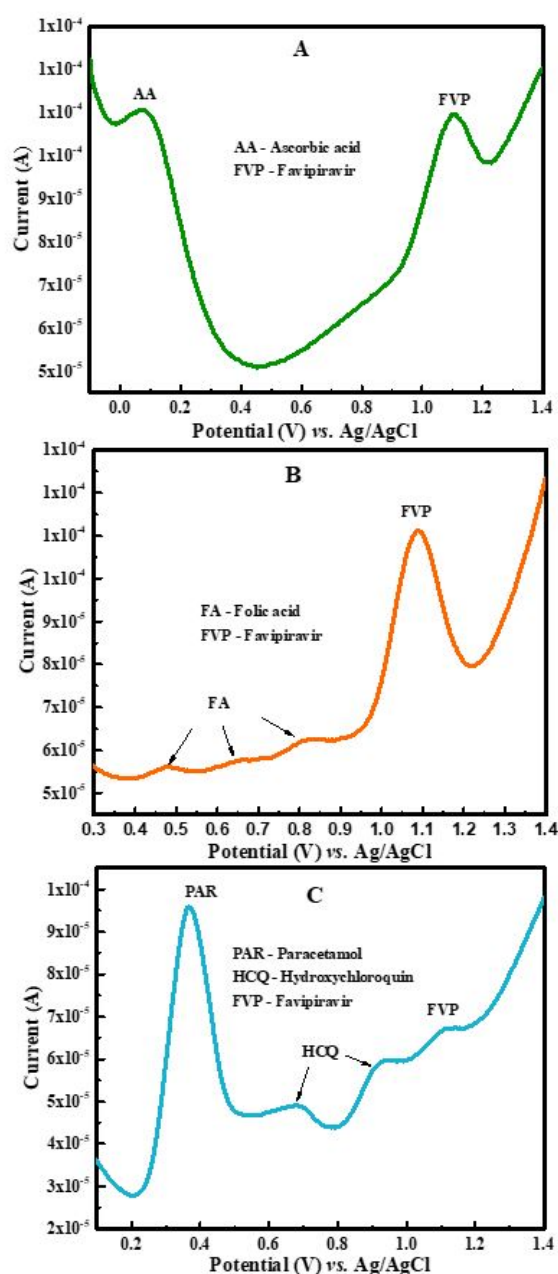 A
1x10⁻⁴
1x10⁻⁴
1x10⁻⁴
1x10⁻⁴
9x10⁻⁵
8x10⁻⁵
7x10⁻⁵
6x10⁻⁵
5x10⁻⁵
Current (A)
AA
FVP
AA - Ascorbic acid
FVP - Favipiravir
0.0 0.2 0.4 0.6 0.8 1.0 1.2 1.4
Potential (V) vs. Ag/AgCl
B
1x10⁻⁴
1x10⁻⁴
1x10⁻⁴
1x10⁻⁴
9x10⁻⁵
8x10⁻⁵
7x10⁻⁵
6x10⁻⁵
5x10⁻⁵
Current (A)
FVP
FA - Folic acid
FVP - Favipiravir
FA
0.3 0.4 0.5 0.6 0.7 0.8 0.9 1.0 1.1 1.2 1.3 1.4
Potential (V) vs. Ag/AgCl
C
1x10⁻⁴
9x10⁻⁵
8x10⁻⁵
7x10⁻⁵
6x10⁻⁵
5x10⁻⁵
4x10⁻⁵
3x10⁻⁵
2x10⁻⁵
Current (A)
PAR
PAR - Paracetamol
HCQ - Hydroxychloroquin
FVP - Favipiravir
FVP
HCQ
0.2 0.4 0.6 0.8 1.0 1.2 1.4
Potential (V) vs. Ag/AgCl